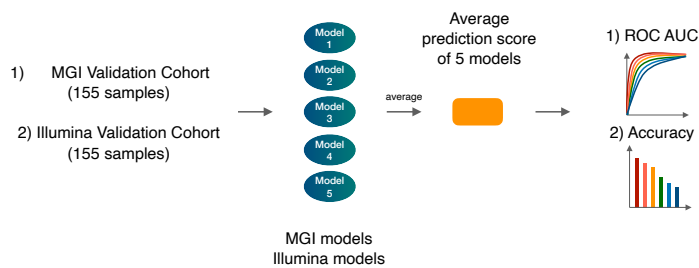 1) MGI Validation Cohort
(155 samples)
2) Illumina Validation Cohort
(155 samples)
Model
1
Model
2
Model
3
Model
4
Model
5
MGI models
Illumina models
average
Average
prediction score
of 5 models
1) ROC AUC
2) Accuracy